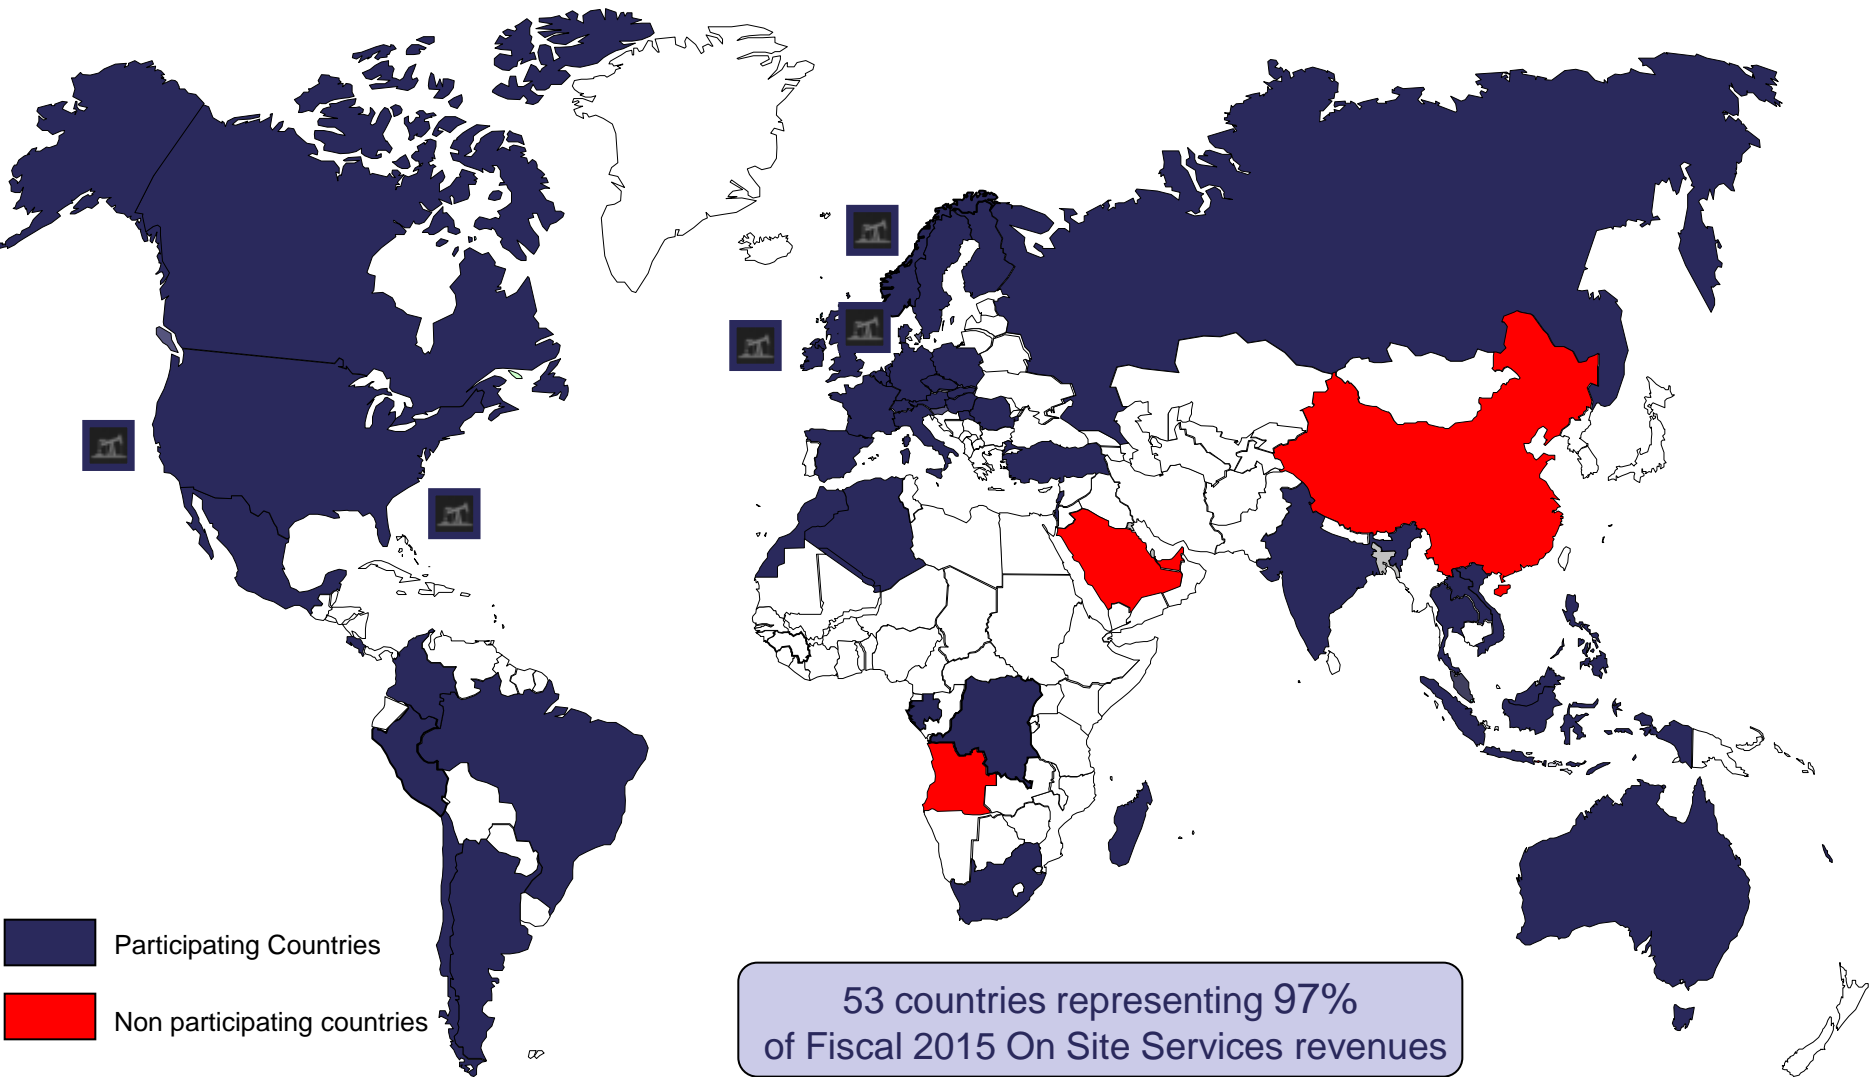 Participating Countries
Non participating countries
53 countries representing 97%
of Fiscal 2015 On Site Services revenues